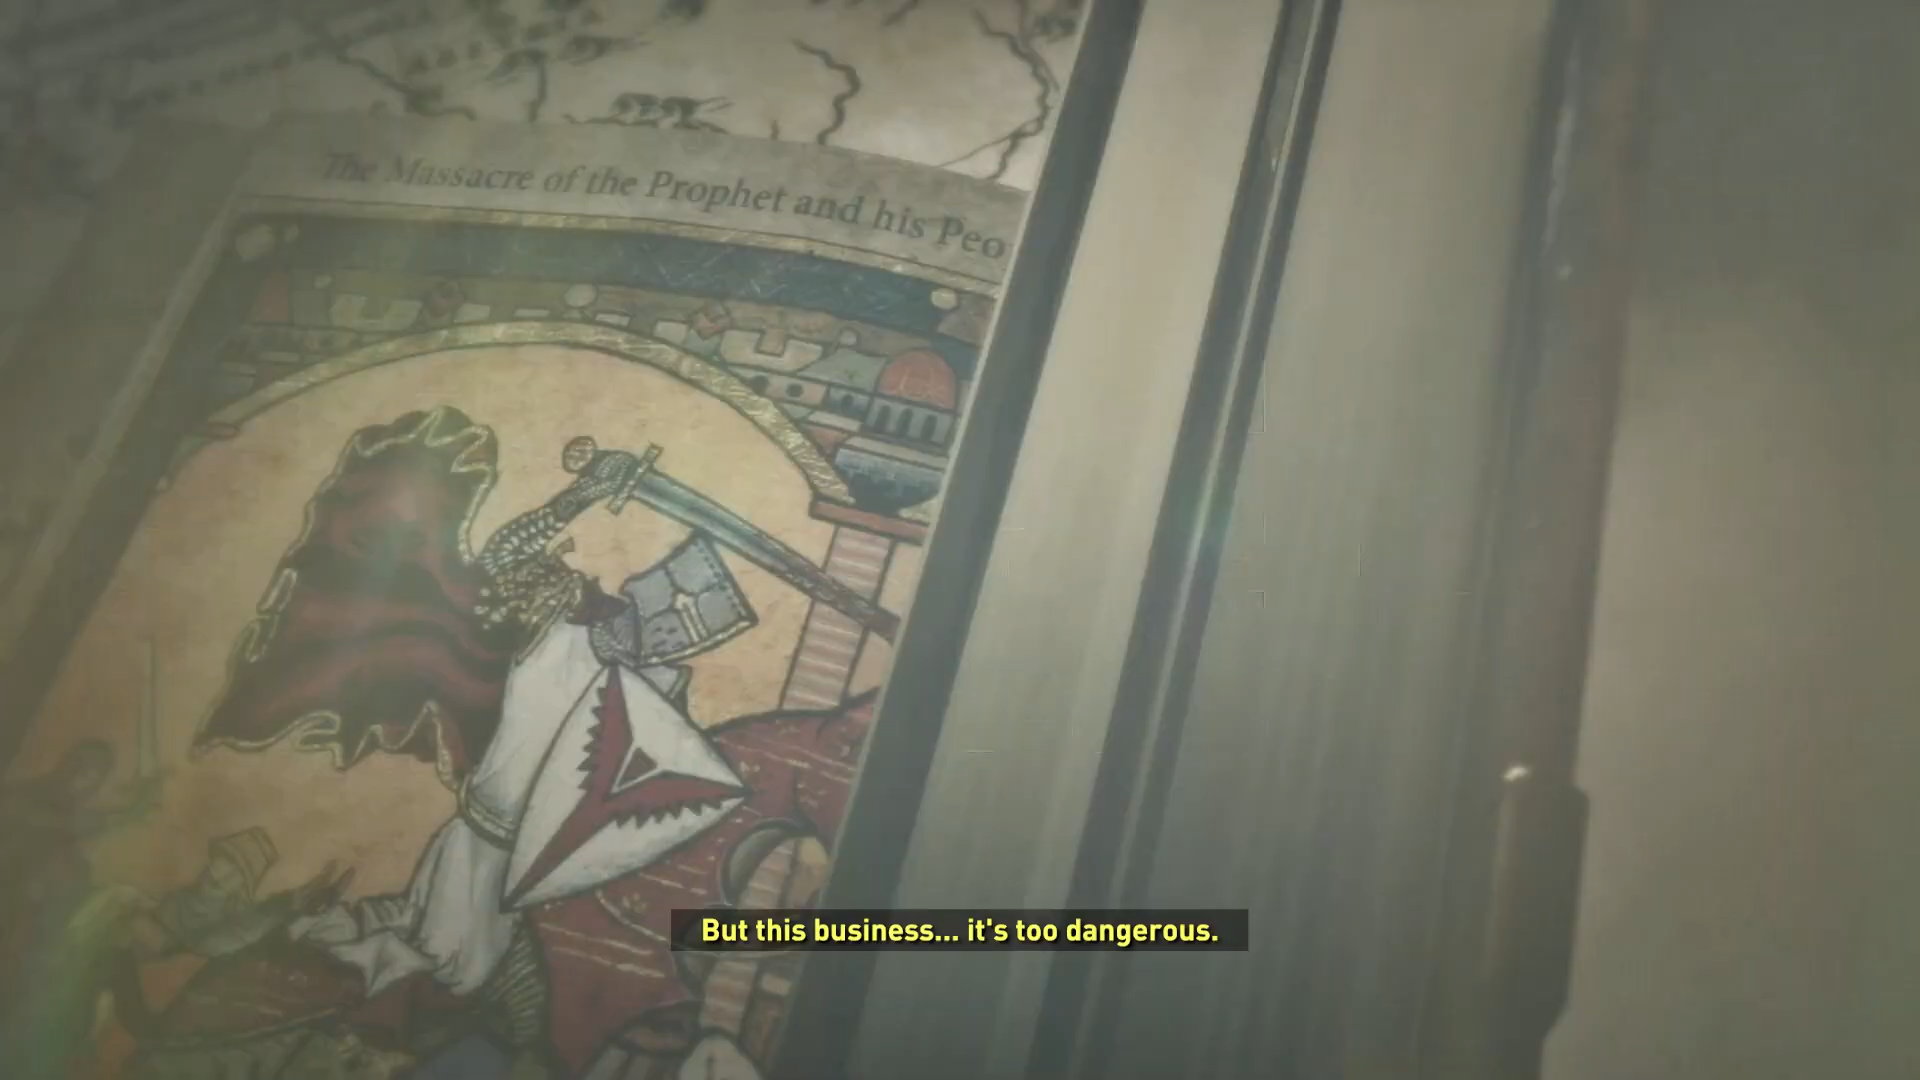 The Massacre of the Prophet and his Peo
But this business... it's too dangerous.